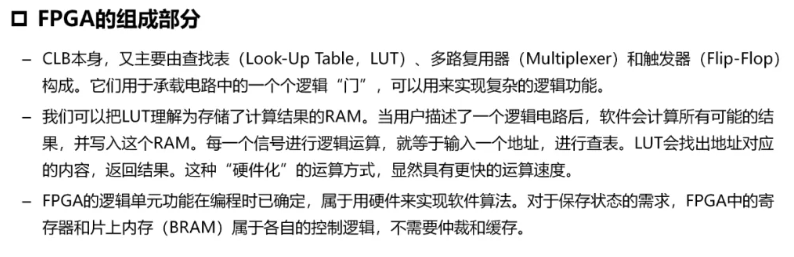 FPGA的组成部分
– CLB本身，又主要由查找表（Look-Up Table，LUT）、多路复用器（Multiplexer）和触发器（Flip-Flop）
构成。它们用于承载电路中的一个个逻辑“门”，可以用来实现复杂的逻辑功能。
– 我们可以把LUT理解为存储了计算结果的RAM。当用户描述了一个逻辑电路后，软件会计算所有可能的结
果，并写入这个RAM。每一个信号进行逻辑运算，就等于输入一个地址，进行查表。LUT会找出地址对应
的内容，返回结果。这种“硬件化”的运算方式，显然具有更快的运算速度。
– FPGA的逻辑单元功能在编程时已确定，属于用硬件来实现软件算法。对于保存状态的需求，FPGA中的寄
存器和片上内存（BRAM）属于各自的控制逻辑，不需要仲裁和缓存。